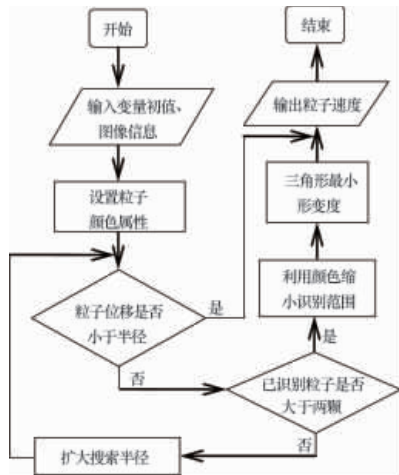 开始
输入变量初值、
图像信息
设置粒子
颜色属性
粒子位移是否
小于半径
是
否
已识别粒子是否
大于两颗
是
否
扩大搜索半径
利用颜色缩
小识别范围
三角形最小
形变度
输出粒子速度
结束